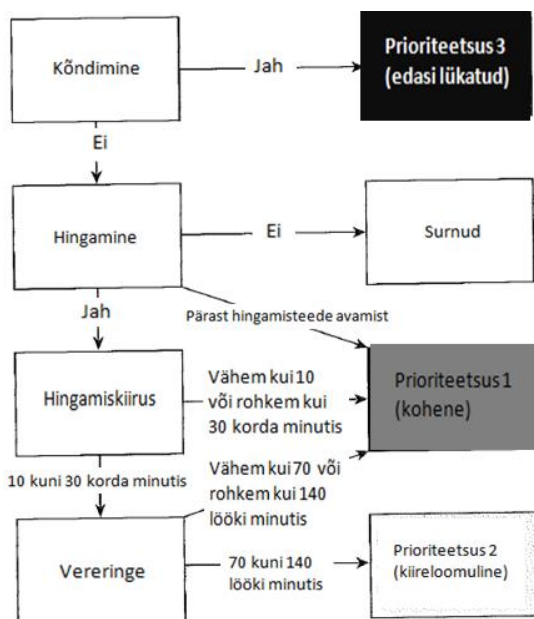 Kõndimine
Jah
Prioriteetsus 3
(edasi lükatud)
Ei
Hingamine
Ei
Surnud
Jah
Pärast hingamisteede avamist
Hingamiskiirus
Vähem kui 10
või rohkem kui
30 korda minutis
Prioriteetsus 1
(kohene)
10 kuni 30 korda minutis
Vähem kui 70 või
rohkem kui 140
lööki minutis
Vereringe
70 kuni 140
lööki minutis
Prioriteetsus 2
(kiireloomuline)